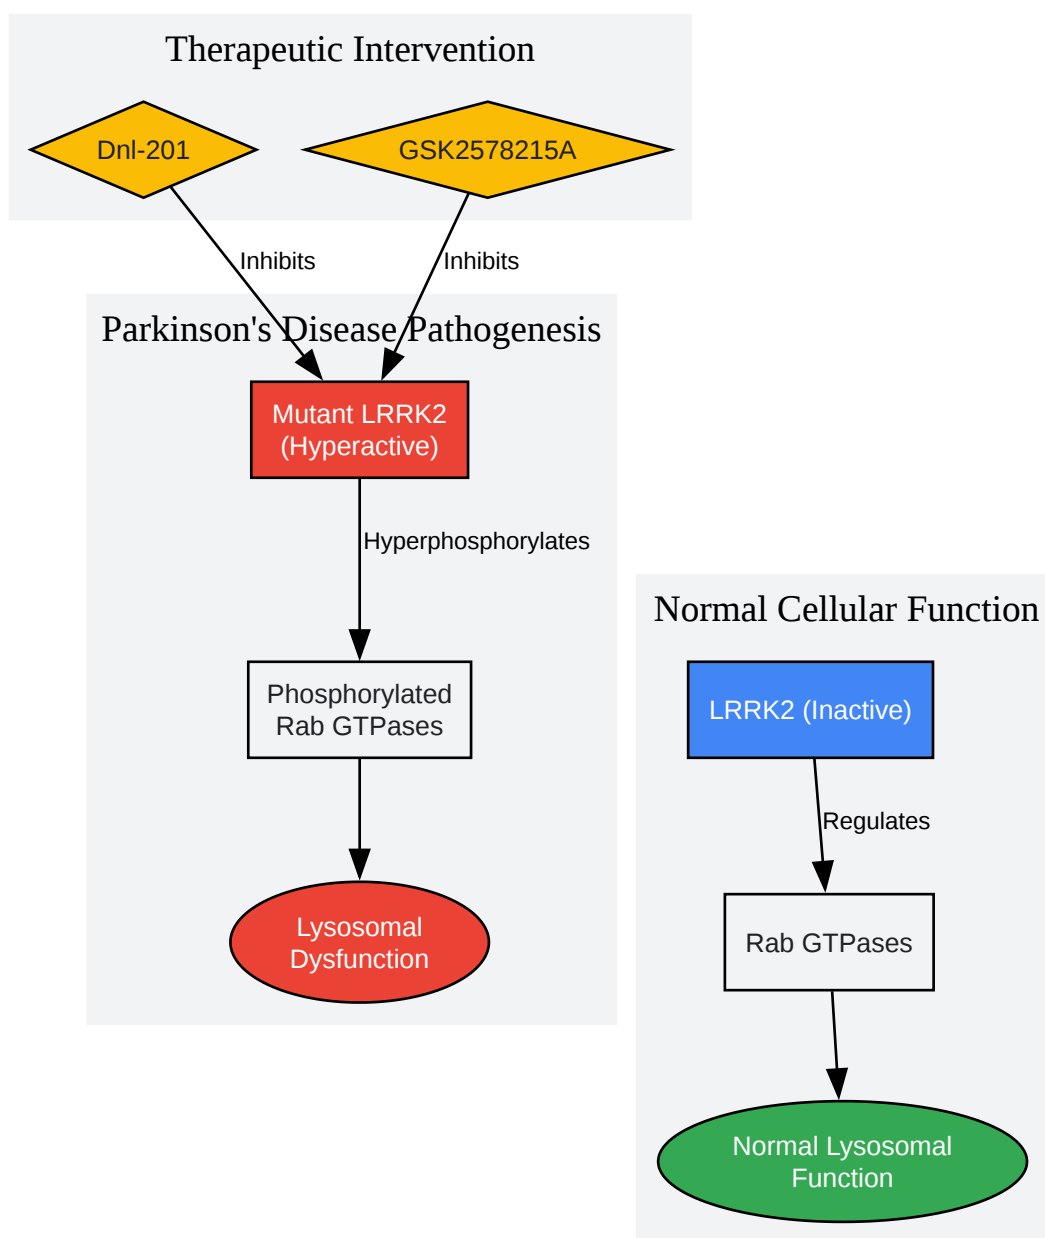 Therapeutic Intervention
Dnl-201
GSK2578215A
Inhibits
Inhibits
Parkinson's Disease Pathogenesis
Mutant LRRK2
(Hyperactive)
Hyperphosphorylates
Phosphorylated
Rab GTPases
Lysosomal
Dysfunction
Normal Cellular Function
LRRK2 (Inactive)
Regulates
Rab GTPases
Normal Lysosomal
Function